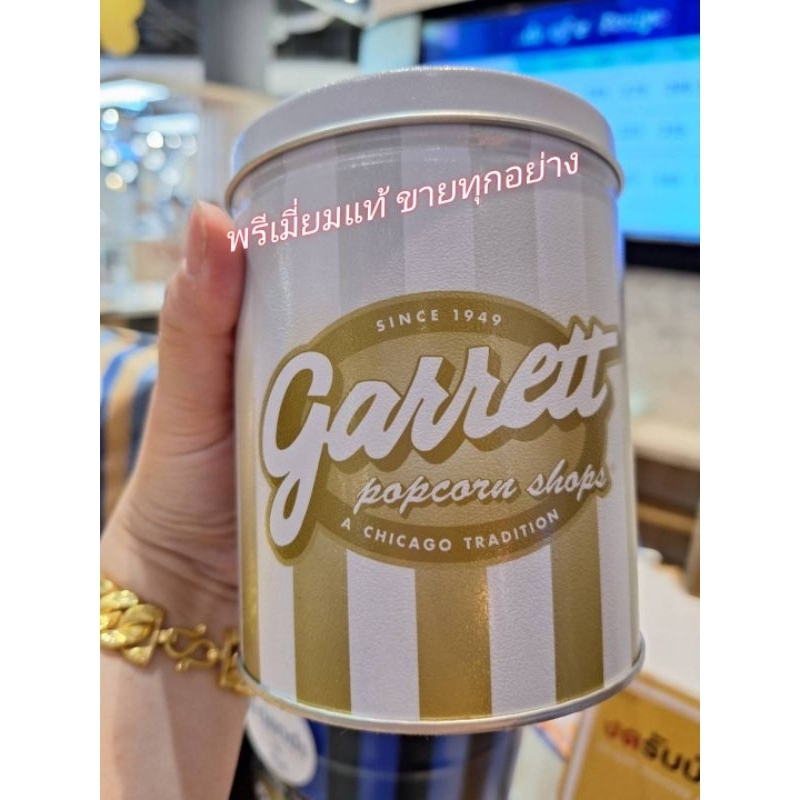 พรีเมี่ยมแท้ ขายทุกอย่าง
SINCE 1949
Garrett
popcorn shops
A CHICAGO TRADITION